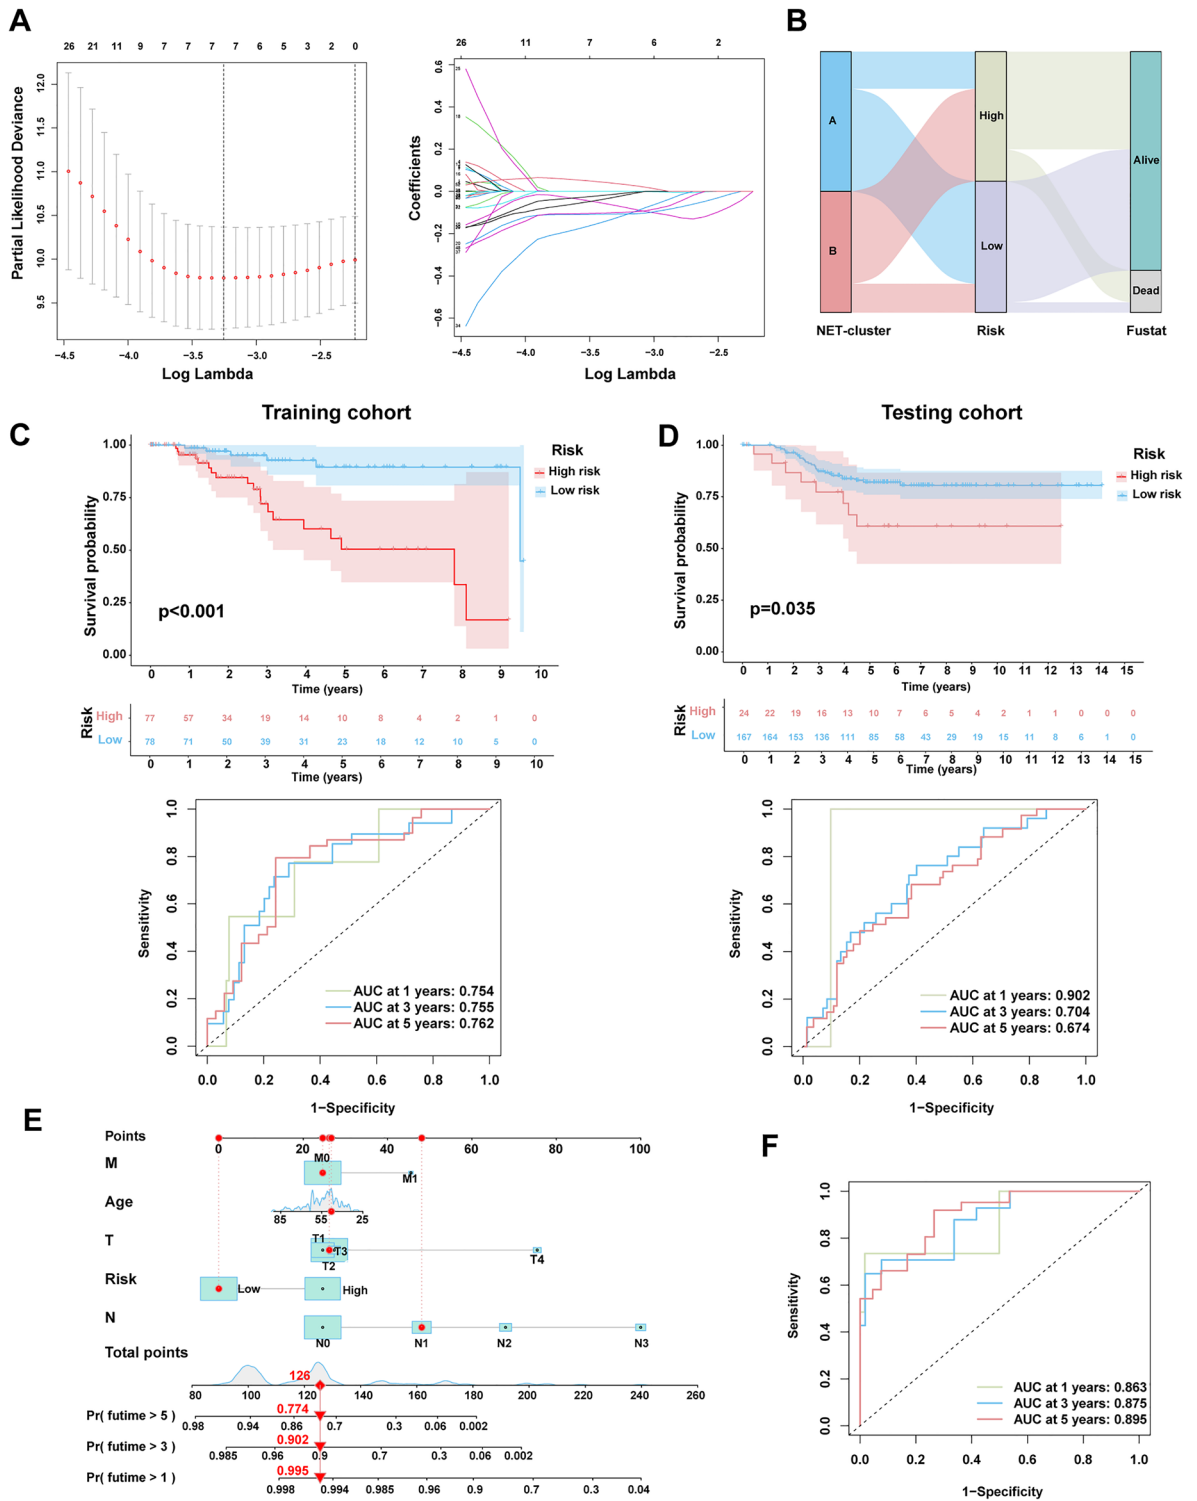 A
B
26 21 11 9 7 7 7 7 6 5 3 2 0
Partial Likelihood Deviance
12.0
11.5
11.0
10.5
10.0
9.5
−4.5 −4.0 −3.5 −3.0 −2.5
Log Lambda
26 11 7 6 2
Coefficients
0.6
0.4
0.2
0.0
−0.2
−0.4
−0.6
−4.5 −4.0 −3.5 −3.0 −2.5
Log Lambda
A
B
High
Low
Alive
Dead
NET-cluster Risk Fustat
C
Training cohort
Survival probability
1.00
0.75
0.50
0.25
0.00
Risk
High risk
Low risk
p<0.001
0 1 2 3 4 5 6 7 8 9 10
Time (years)
Risk
High 77 57 34 19 14 10 8 4 2 1 0
Low 78 71 50 39 31 23 18 12 10 5 0
0 1 2 3 4 5 6 7 8 9 10
Time (years)
Sensitivity
1.0
0.8
0.6
0.4
0.2
0.0
AUC at 1 years: 0.754
AUC at 3 years: 0.755
AUC at 5 years: 0.762
0.0 0.2 0.4 0.6 0.8 1.0
1−Specificity
D
Testing cohort
Survival probability
1.00
0.75
0.50
0.25
0.00
Risk
High risk
Low risk
p=0.035
0 1 2 3 4 5 6 7 8 9 10 11 12 13 14 15
Time (years)
Risk
High 24 22 19 16 13 10 7 6 5 4 2 1 1 0 0 0
Low 167 164 153 136 111 85 58 43 29 19 15 11 8 6 1 0
0 1 2 3 4 5 6 7 8 9 10 11 12 13 14 15
Time (years)
Sensitivity
1.0
0.8
0.6
0.4
0.2
0.0
AUC at 1 years: 0.902
AUC at 3 years: 0.704
AUC at 5 years: 0.674
0.0 0.2 0.4 0.6 0.8 1.0
1−Specificity
E
Points
0 20 40 60 80 100
M
M0
M1
Age
85 55 25
T
T1
T3
T2
T4
Risk
Low High
N
N0 N1 N2 N3
Total points
126
80 100 120 140 160 180 200 220 240 260
Pr( futime > 5 )
0.774
0.98 0.94 0.86 0.7 0.3 0.06 0.002
Pr( futime > 3 )
0.902
0.985 0.96 0.9 0.7 0.3 0.06 0.002
Pr( futime > 1 )
0.995
0.998 0.994 0.985 0.96 0.9 0.7 0.3 0.04
F
Sensitivity
1.0
0.8
0.6
0.4
0.2
0.0
AUC at 1 years: 0.863
AUC at 3 years: 0.875
AUC at 5 years: 0.895
0.0 0.2 0.4 0.6 0.8 1.0
1−Specificity